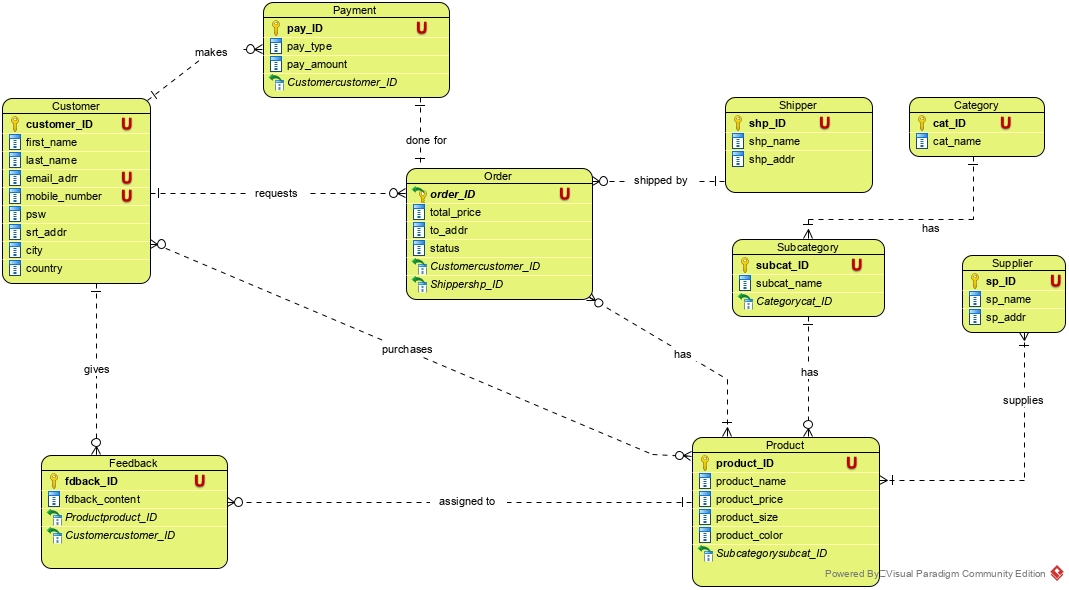 Payment
pay_ID U
pay_type
pay_amount
Customercustomer_ID
makes
Customer
customer_ID U
first_name
last_name
email_adrr U
mobile_number U
psw
srt_addr
city
country
done for
requests
Order
order_ID U
total_price
to_addr
status
Customercustomer_ID
Shippershp_ID
shipped by
Shipper
shp_ID U
shp_name
shp_addr
Category
cat_ID U
cat_name
has
Subcategory
subcat_ID U
subcat_name
Categorycat_ID
Supplier
sp_ID U
sp_name
sp_addr
purchases
has
has
supplies
gives
Feedback
fdback_ID U
fdback_content
Productproduct_ID
Customercustomer_ID
assigned to
Product
product_ID U
product_name
product_price
product_size
product_color
Subcategorysubcat_ID
Powered By Visual Paradigm Community Edition